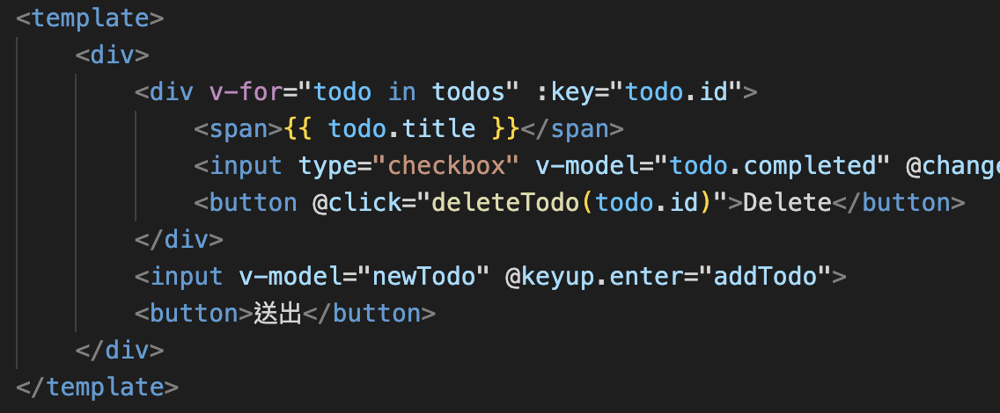 <template>
<div>
<div v-for="todo in todos" :key="todo.id">
<span>{{ todo.title }}</span>
<input type="checkbox" v-model="todo.completed" @change
<button @click="deleteTodo(todo.id)">Delete</button>
</div>
<input v-model="newTodo" @keyup.enter="addTodo">
<button>送出</button>
</div>
</template>